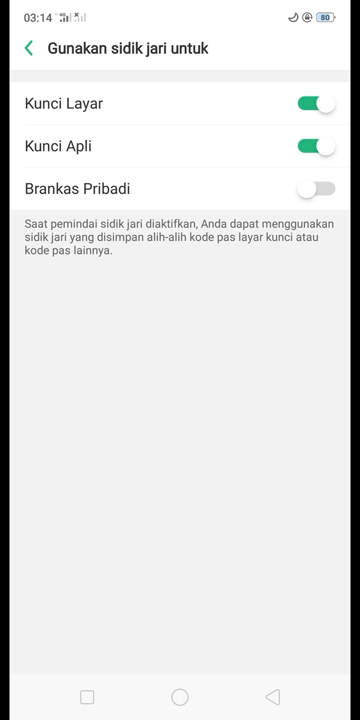 03:14
80
Gunakan sidik jari untuk
Kunci Layar
Kunci Apli
Brankas Pribadi
Saat pemindai sidik jari diaktifkan, Anda dapat menggunakan
sidik jari yang disimpan alih-alih kode pas layar kunci atau
kode pas lainnya.